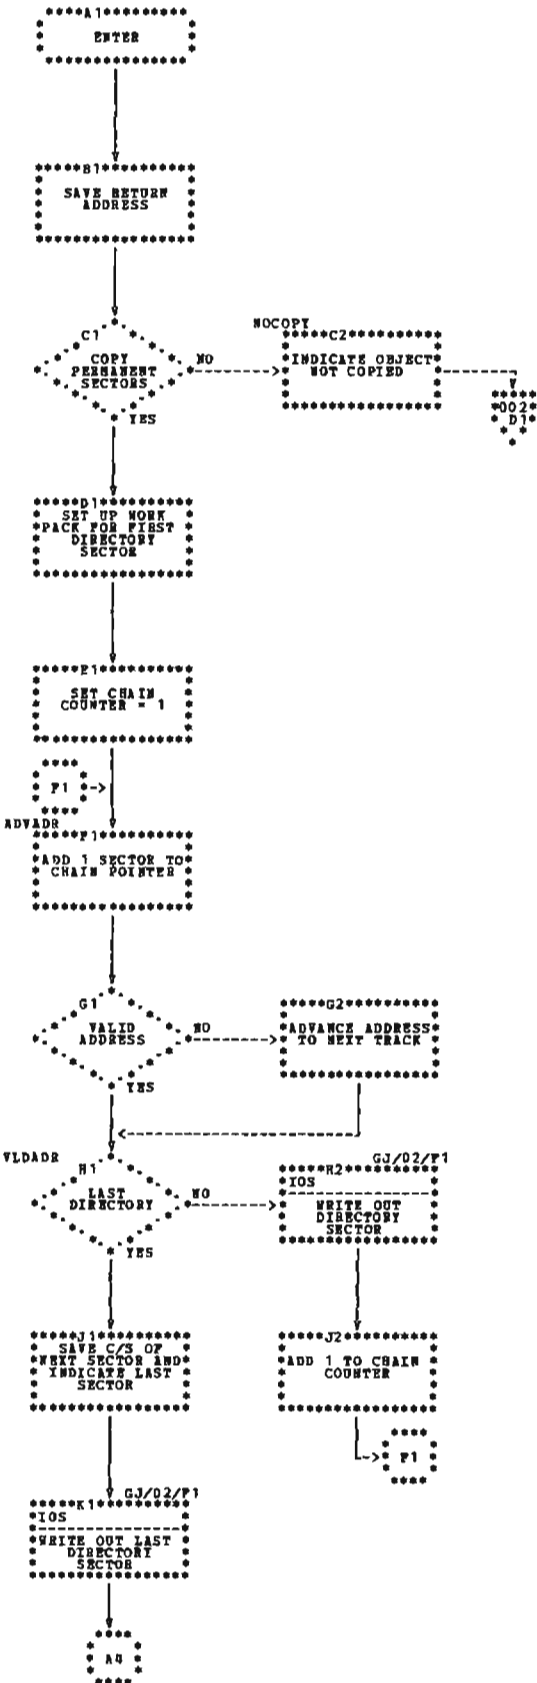 A1
ENTER
B1
SAVE RETURN
ADDRESS
C1
COPY
PERMANENT
SECTORS
NO
YES
NOCOPY
C2
INDICATE OBJECT
NOT COPIED
002
D1
D1
SET UP WORK
PACK FOR FIRST
DIRECTORY
SECTOR
E1
SET CHAIN
COUNTER = 1
F1
ADVADR
F1
ADD 1 SECTOR TO
CHAIN POINTER
G1
VALID
ADDRESS
NO
YES
G2
ADVANCE ADDRESS
TO NEXT TRACK
VLDADR
H1
LAST
DIRECTORY
NO
YES
GJ/D2/F1
H2
IOS
WRITE OUT
DIRECTORY
SECTOR
J1
SAVE C/S OF
NEXT SECTOR AND
INDICATE LAST
SECTOR
J2
ADD 1 TO CHAIN
COUNTER
F1
GJ/D2/F1
K1
IOS
WRITE OUT LAST
DIRECTORY
SECTOR
A4